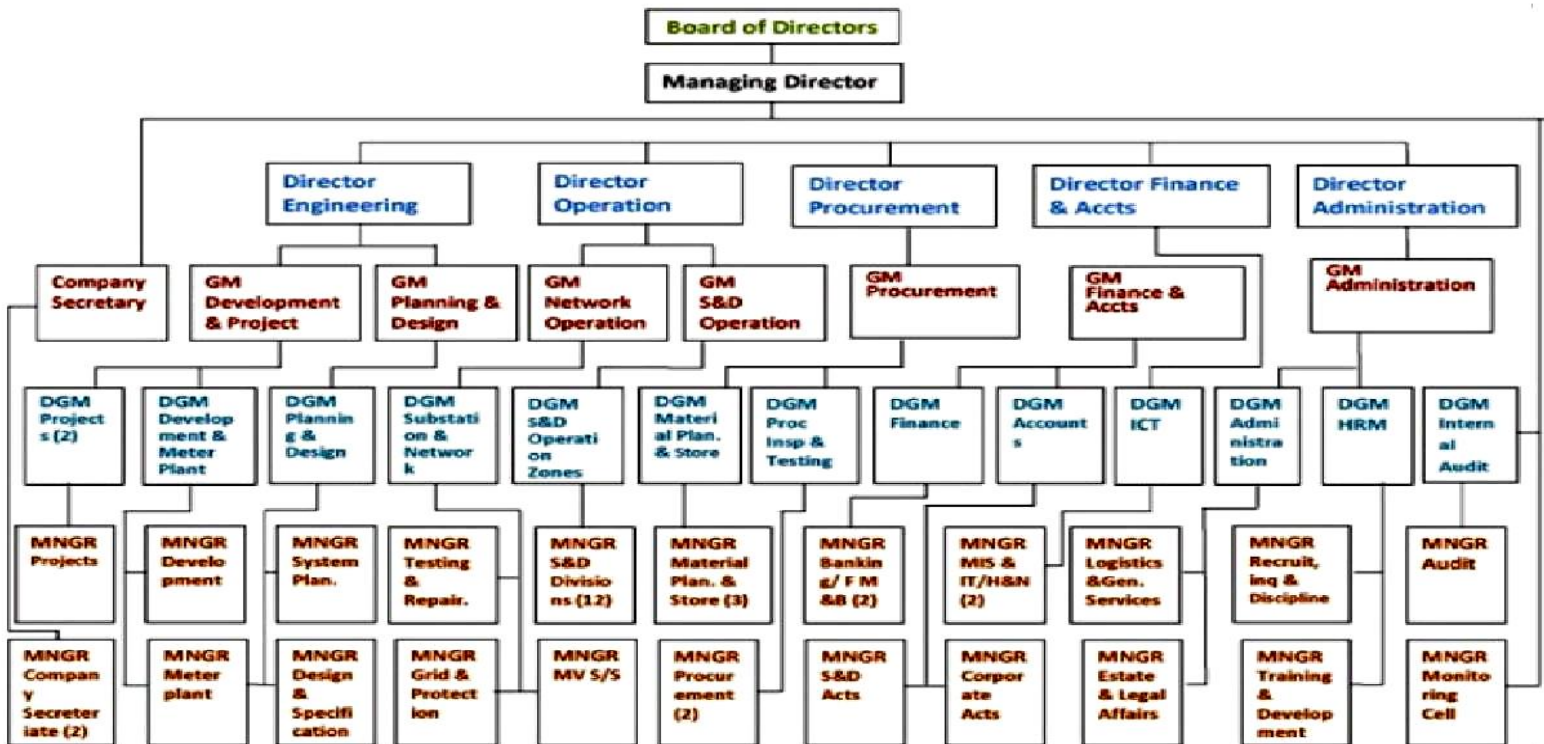 Board of Directors
Managing Director
Director
Engineering
Director
Operation
Director
Procurement
Director Finance
& Accts
Director
Administration
Company
Secretary
GM
Development
& Project
GM
Planning &
Design
GM
Network
Operation
GM
S&D
Operation
GM
Procurement
GM
Finance &
Accts
GM
Administration
DGM
Project
s (2)
DGM
Develop
ment &
Meter
Plant
DGM
Plannin
g &
Design
DGM
Substati
on &
Networ
k
DGM
S&D
Operati
on
Zones
DGM
Materi
al Plan.
& Store
DGM
Proc
Insp &
Testing
DGM
Finance
DGM
Account
s
DGM
ICT
DGM
Admi
nistra
tion
DGM
HRM
DGM
Intern
al
Audit
MNGR
Projects
MNGR
Develo
pment
MNGR
System
Plan.
MNGR
Testing
&
Repair.
MNGR
S&D
Divisio
ns (12)
MNGR
Material
Plan. &
Store (3)
MNGR
Bankin
g/ F M
&B (2)
MNGR
MIS &
IT/H&N
(2)
MNGR
Logistics
&Gen.
Services
MNGR
Recruit,
inq &
Discipline
MNGR
Audit
MNGR
Compan
y
Secreter
iate (2)
MNGR
Meter
plant
MNGR
Design
&
Specifi
cation
MNGR
Grid &
Protect
ion
MNGR
MV S/S
MNGR
Procur
ement
(2)
MNGR
S&D
Acts
MNGR
Corpor
ate
Acts
MNGR
Estate
& Legal
Affairs
MNGR
Training
&
Develop
ment
MNGR
Monito
ring
Cell